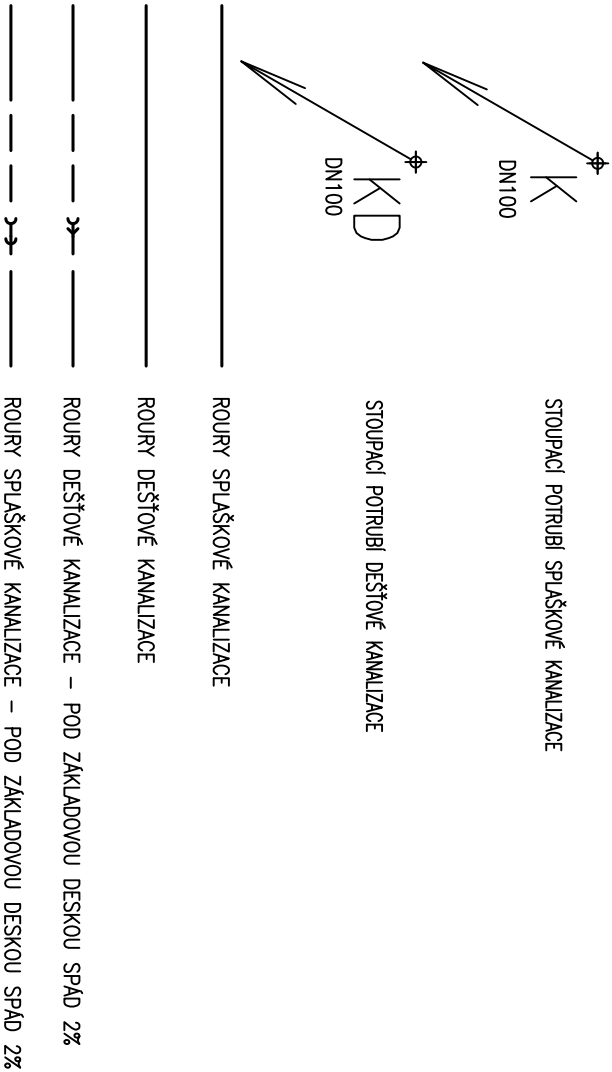 K
DN100
STOUPACÍ POTRUBÍ SPLAŠKOVÉ KANALIZACE
KD
DN100
STOUPACÍ POTRUBÍ DEŠŤOVÉ KANALIZACE
ROURY SPLAŠKOVÉ KANALIZACE
ROURY DEŠŤOVÉ KANALIZACE
ROURY DEŠŤOVÉ KANALIZACE – POD ZÁKLADOVOU DESKOU SPÁD 2%
ROURY SPLAŠKOVÉ KANALIZACE – POD ZÁKLADOVOU DESKOU SPÁD 2%